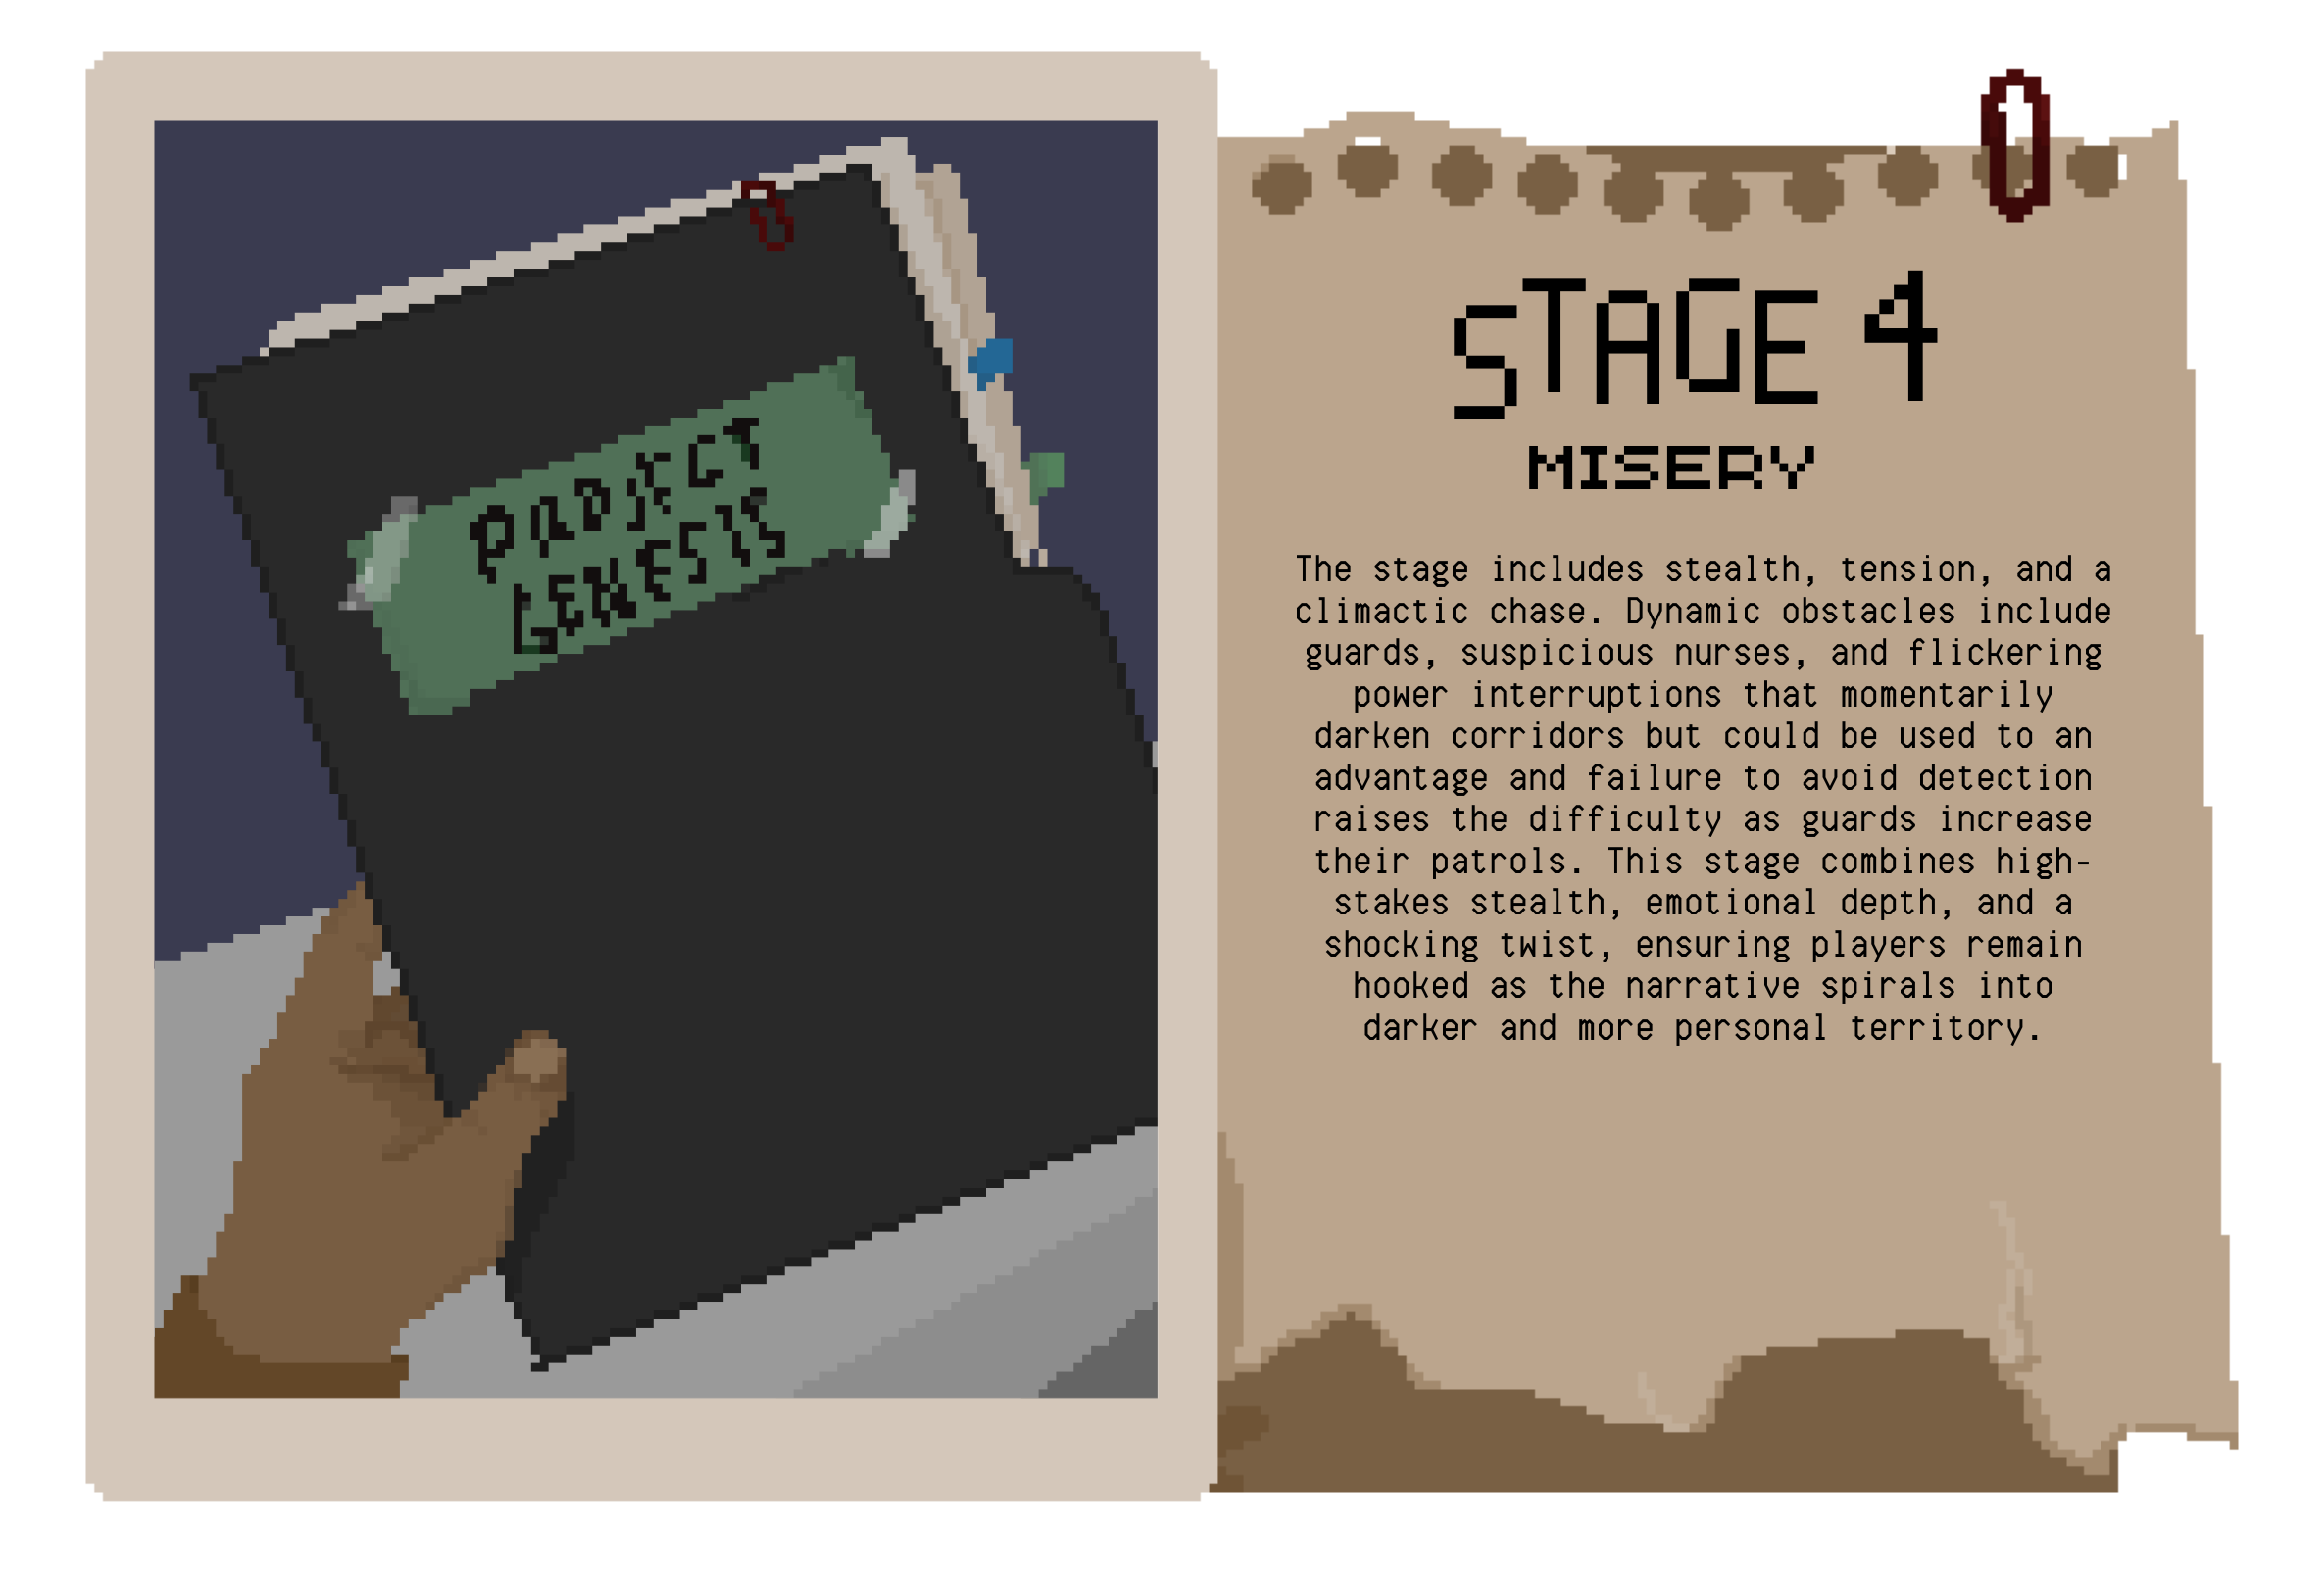 PROJECT
GENESIS
STAGE 4
MISERY
The stage includes stealth, tension, and a
climactic chase. Dynamic obstacles include
guards, suspicious nurses, and flickering
power interruptions that momentarily
darken corridors but could be used to an
advantage and failure to avoid detection
raises the difficulty as guards increase
their patrols. This stage combines high-
stakes stealth, emotional depth, and a
shocking twist, ensuring players remain
hooked as the narrative spirals into
darker and more personal territory.